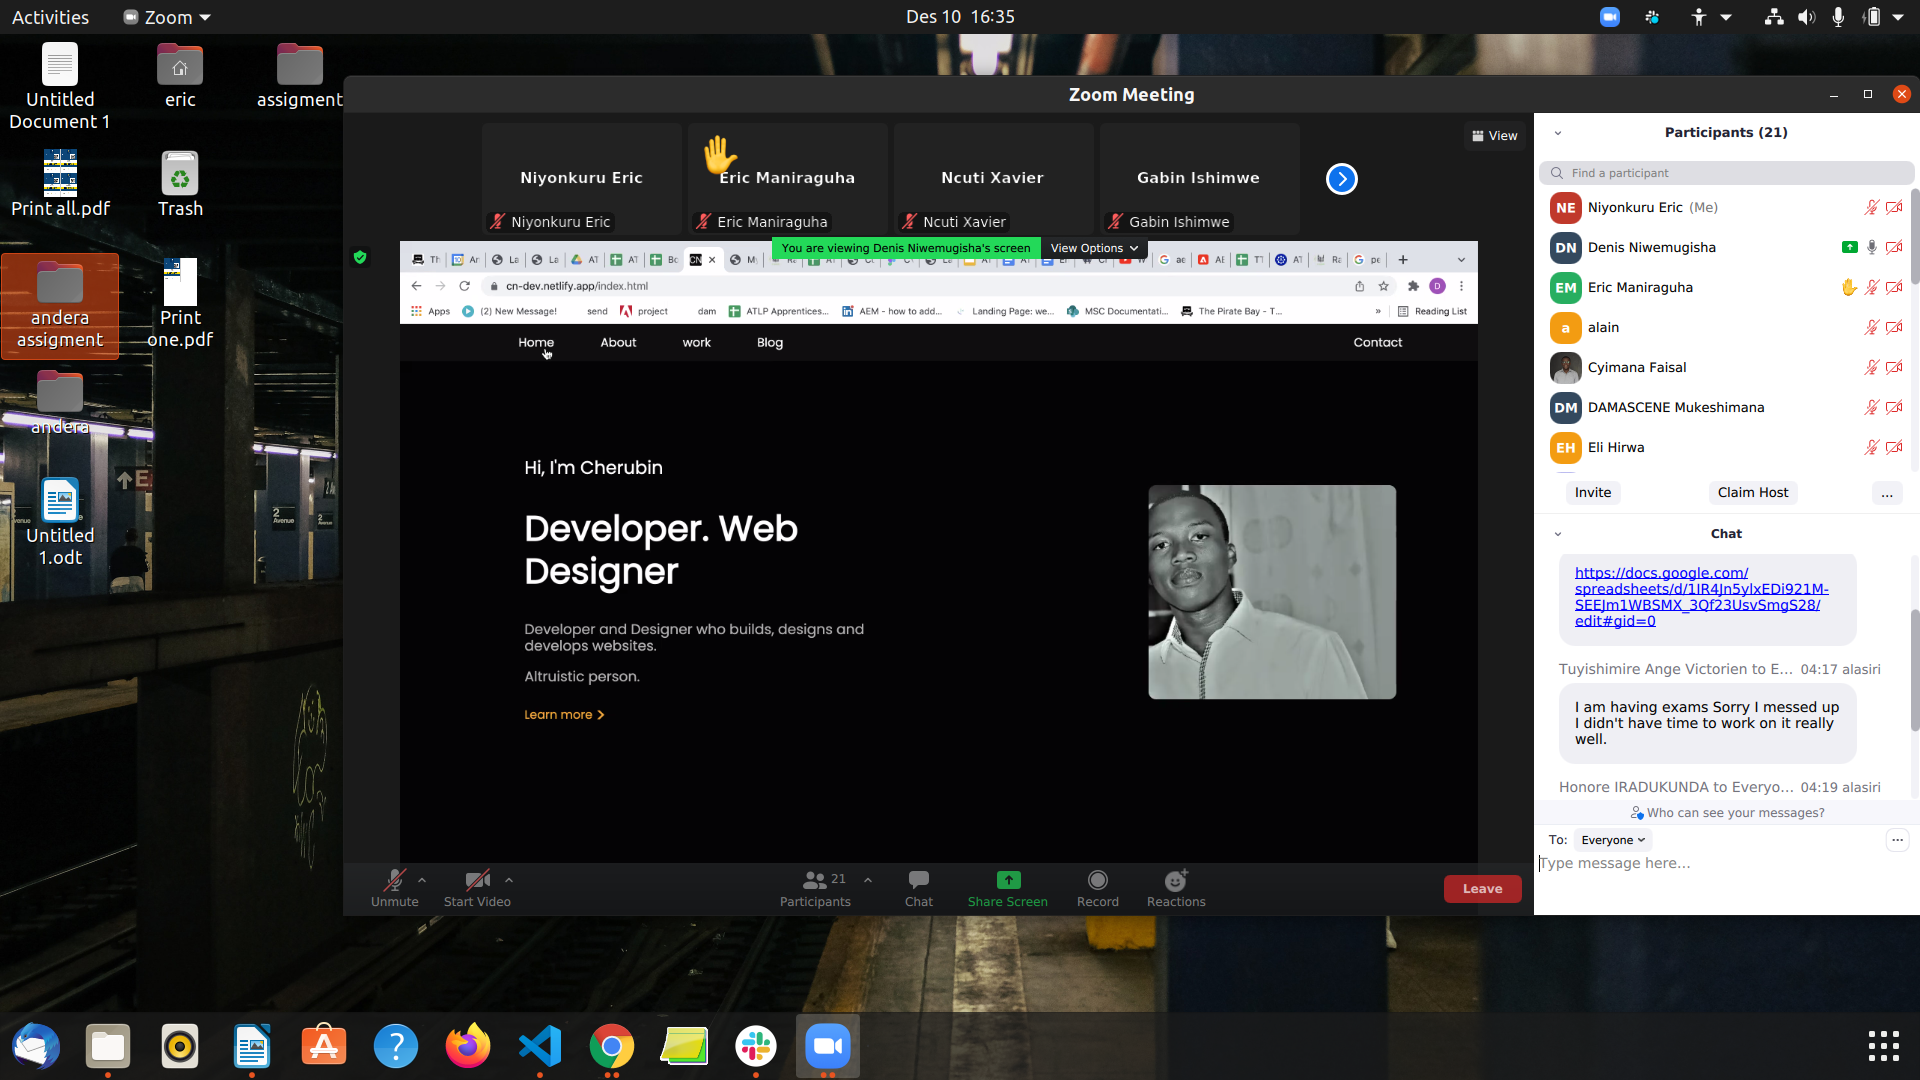 Activities
Zoom
Des 10 16:35
Untitled
Document 1
eric
assigment
Print all.pdf
Trash
andera
assigment
Print
one.pdf
andera
Untitled
1.odt
Zoom Meeting
Niyonkuru Eric
Eric Maniraguha
Ncuti Xavier
Gabin Ishimwe
View
Niyonkuru Eric
Eric Maniraguha
Ncuti Xavier
Gabin Ishimwe
You are viewing Denis Niwemugisha's screen
View Options
CN
cn-dev.netlify.app/index.html
D
Apps
(2) New Message!
send
project
dam
ATLP Apprentices...
AEM - how to add...
Landing Page: we...
MSC Documentati...
The Pirate Bay - T...
»
Reading List
Home
About
work
Blog
Contact
Hi, I'm Cherubin
Developer. Web
Designer
Developer and Designer who builds, designs and
develops websites.
Altruistic person.
Learn more
Unmute
Start Video
21
Participants
Chat
Share Screen
Record
Reactions
Leave
Participants (21)
Find a participant
NE Niyonkuru Eric (Me)
DN Denis Niwemugisha
EM Eric Maniraguha
a alain
Cyimana Faisal
DM DAMASCENE Mukeshimana
EH Eli Hirwa
Invite
Claim Host
...
Chat
https://docs.google.com/
spreadsheets/d/1IR4Jn5ylxEDi921M-
SEEJm1WBSMX_3Qf23UsvSmgS28/
edit#gid=0
Tuyishimire Ange Victorien to E... 04:17 alasiri
I am having exams Sorry I messed up
I didn't have time to work on it really
well.
Honore IRADUKUNDA to Everyo... 04:19 alasiri
Who can see your messages?
To: Everyone
Type message here...
2
Avenue